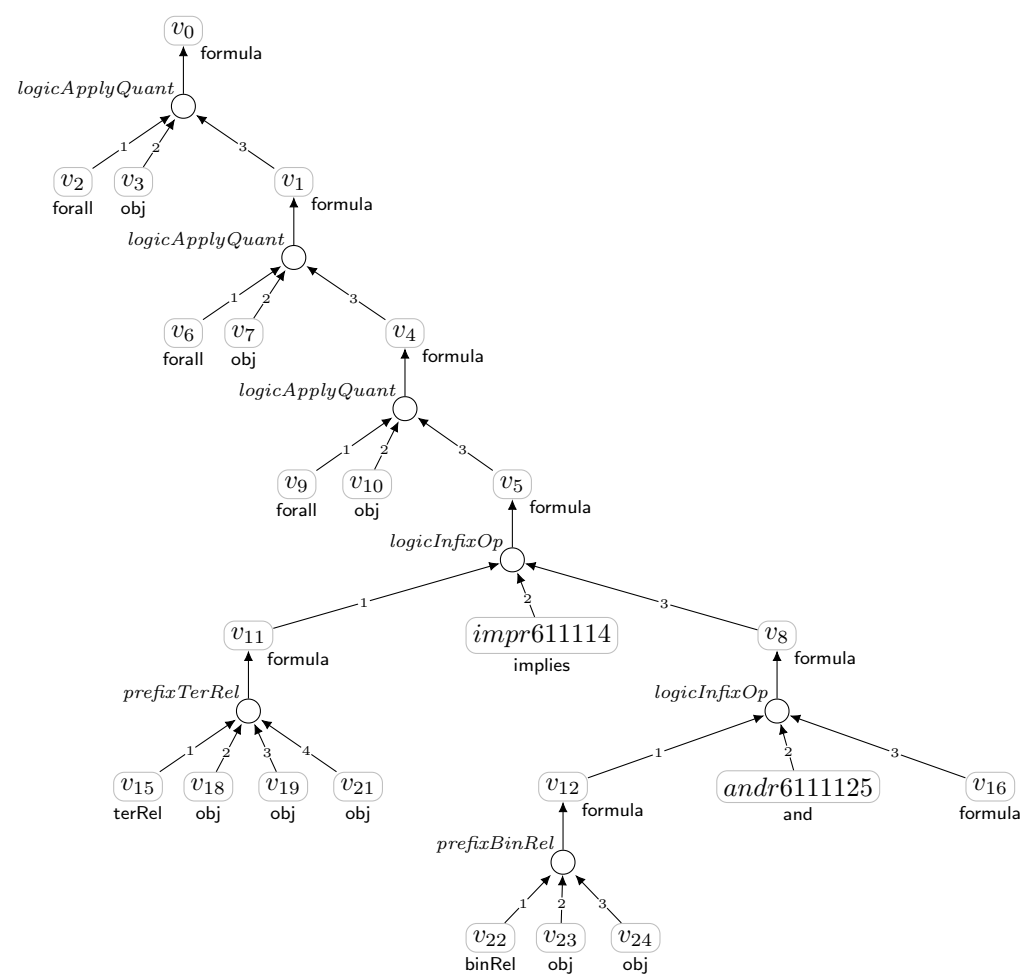 v0
formula
logicApplyQuant
1 2 3
v2 v3 v1
forall obj formula
logicApplyQuant
1 2 3
v6 v7 v4
forall obj formula
logicApplyQuant
1 2 3
v9 v10 v5
forall obj formula
logicInfixOp
1 2 3
v11 impr611114 v8
formula implies formula
prefixTerRel logicInfixOp
1 2 3 4 1 2 3
v15 v18 v19 v21 v12 andr6111125 v16
terRel obj obj obj formula and formula
prefixBinRel
1 2 3
v22 v23 v24
binRel obj obj